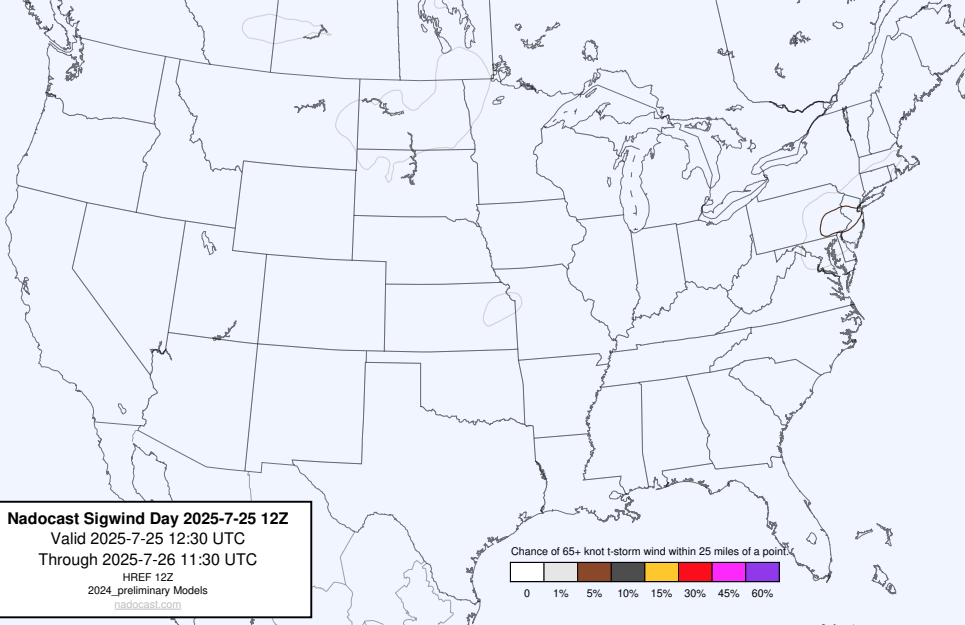 Nadocast Sigwind Day 2025-7-25 12Z
Valid 2025-7-25 12:30 UTC
Through 2025-7-26 11:30 UTC
HREF 12Z
2024_preliminary Models
nadocast.com
Chance of 65+ knot t-storm wind within 25 miles of a point.
0 1% 5% 10% 15% 30% 45% 60%